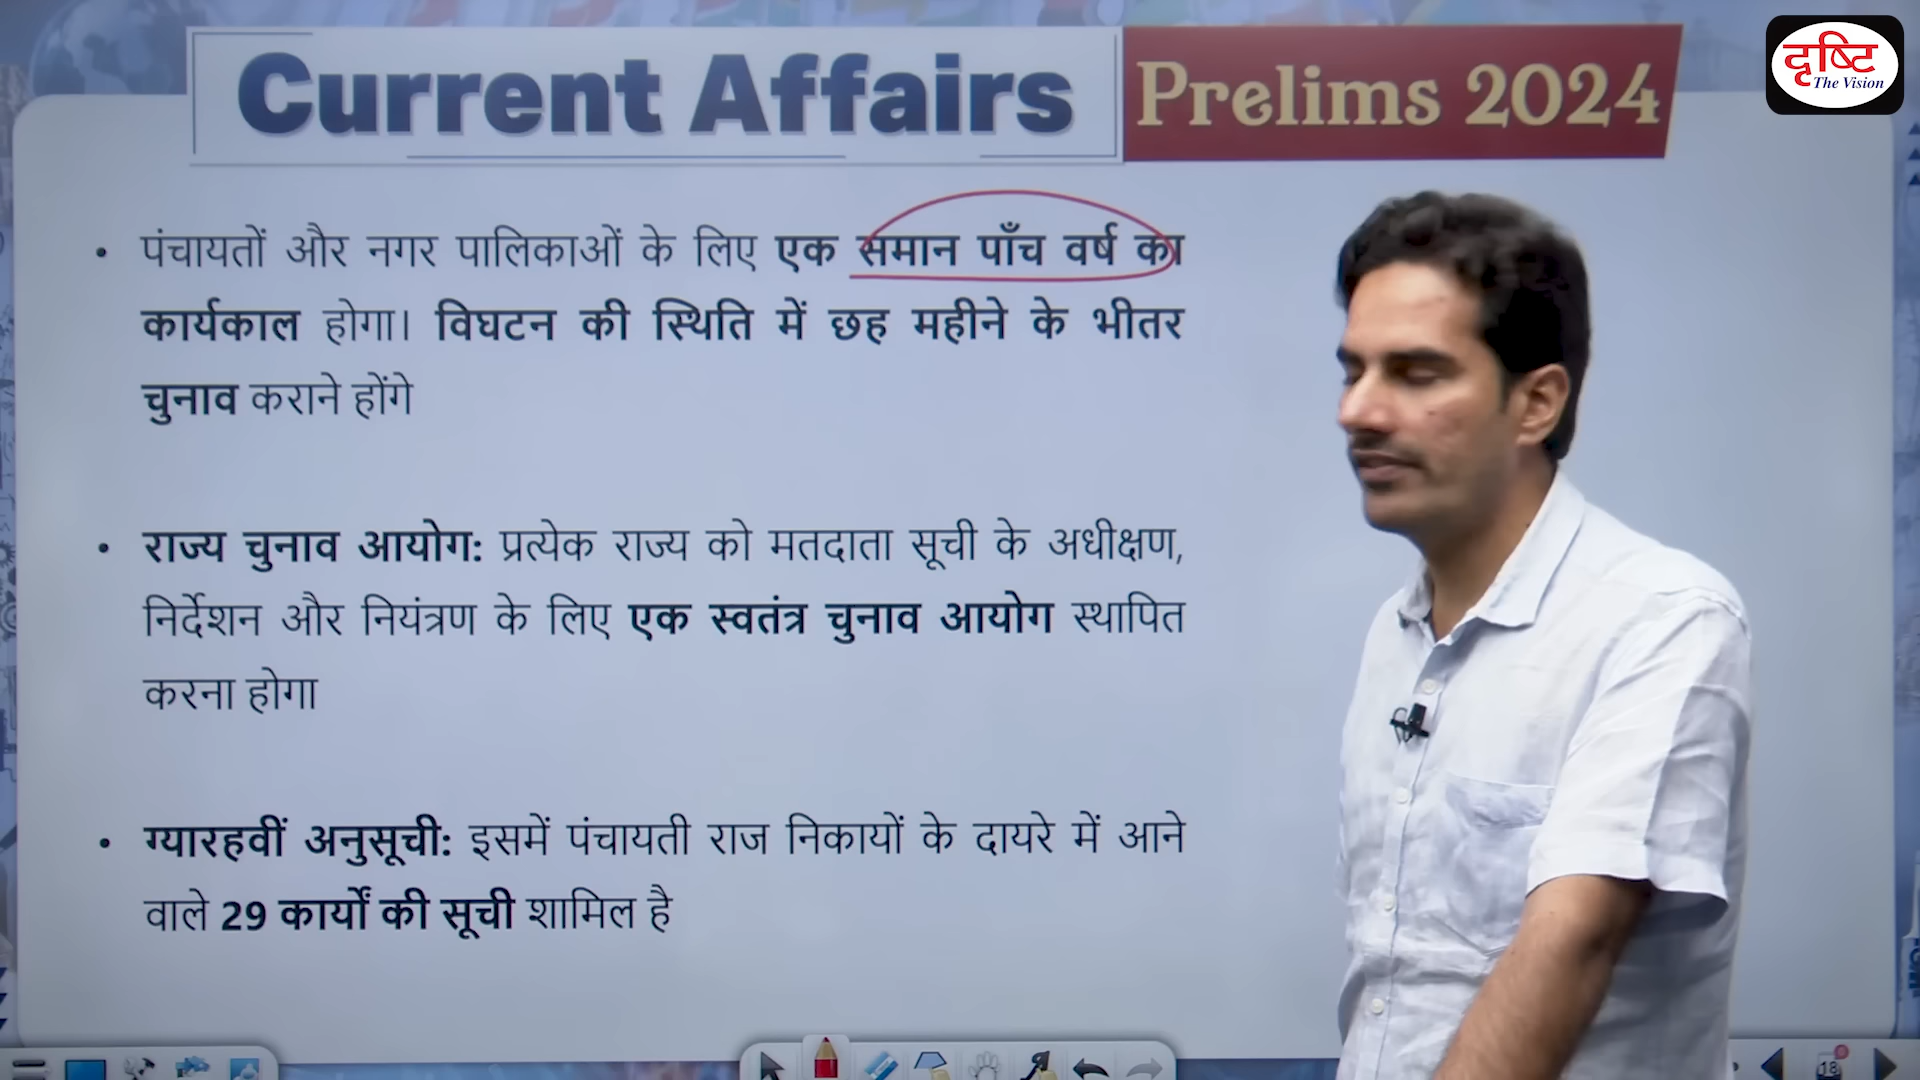 Current Affairs Prelims 2024
दृष्टि
The Vision
• पंचायतों और नगर पालिकाओं के लिए एक समान पाँच वर्ष का
कार्यकाल होगा। विघटन की स्थिति में छह महीने के भीतर
चुनाव कराने होंगे
• राज्य चुनाव आयोग: प्रत्येक राज्य को मतदाता सूची के अधीक्षण,
निर्देशन और नियंत्रण के लिए एक स्वतंत्र चुनाव आयोग स्थापित
करना होगा
• ग्यारहवीं अनुसूची: इसमें पंचायती राज निकायों के दायरे में आने
वाले 29 कार्यों की सूची शामिल है
18